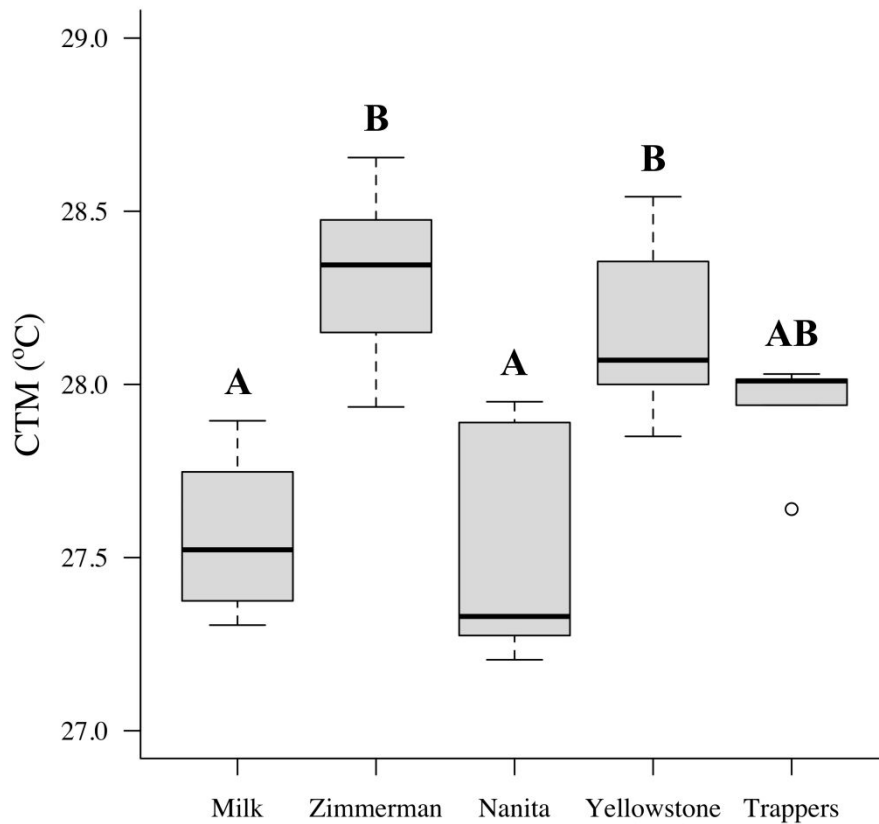 29.0
B
B
28.5
AB
A
A
28.0
CTM (°C)
27.5
27.0
Milk Zimmerman Nanita Yellowstone Trappers